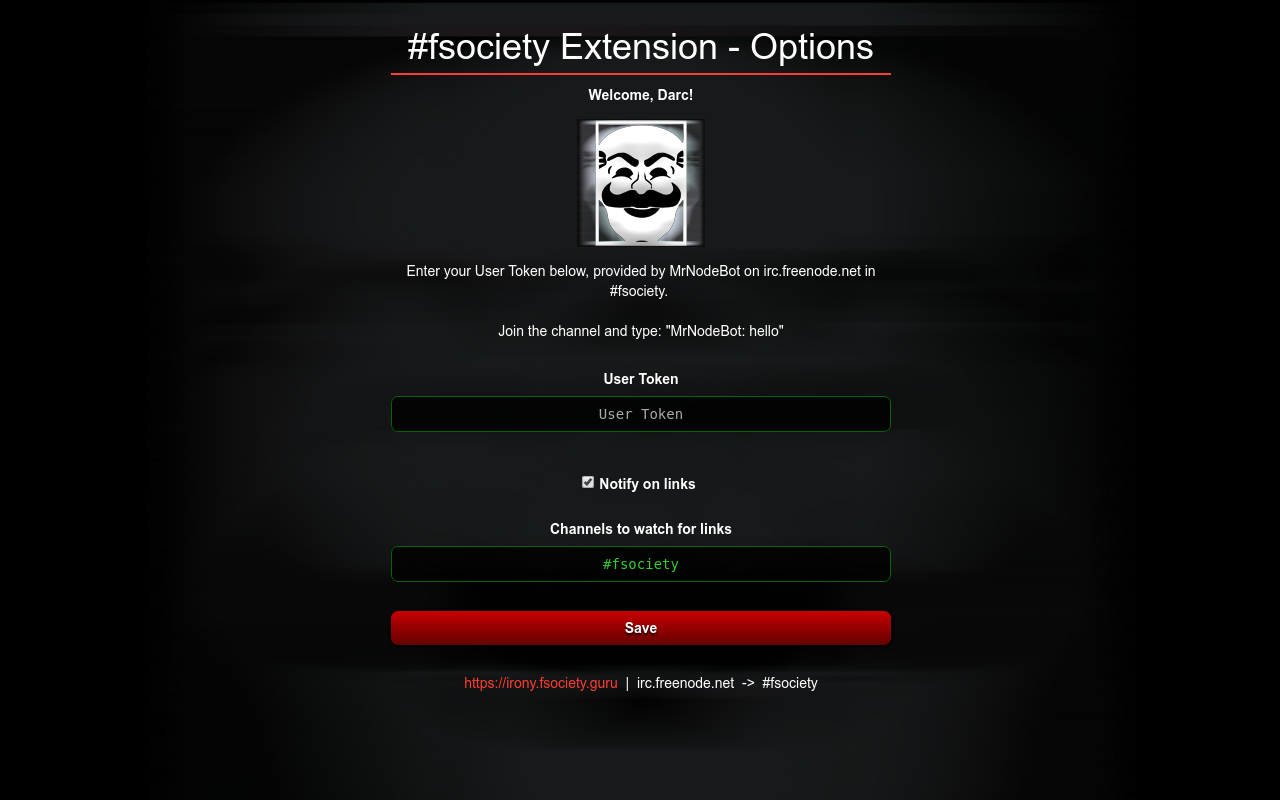 #fsociety Extension - Options
Welcome, Darc!
Enter your User Token below, provided by MrNodeBot on irc.freenode.net in
#fsociety.
Join the channel and type: "MrNodeBot: hello"
User Token
User Token
Notify on links
Channels to watch for links
#fsociety
Save
https://irony.fsociety.guru | irc.freenode.net -> #fsociety